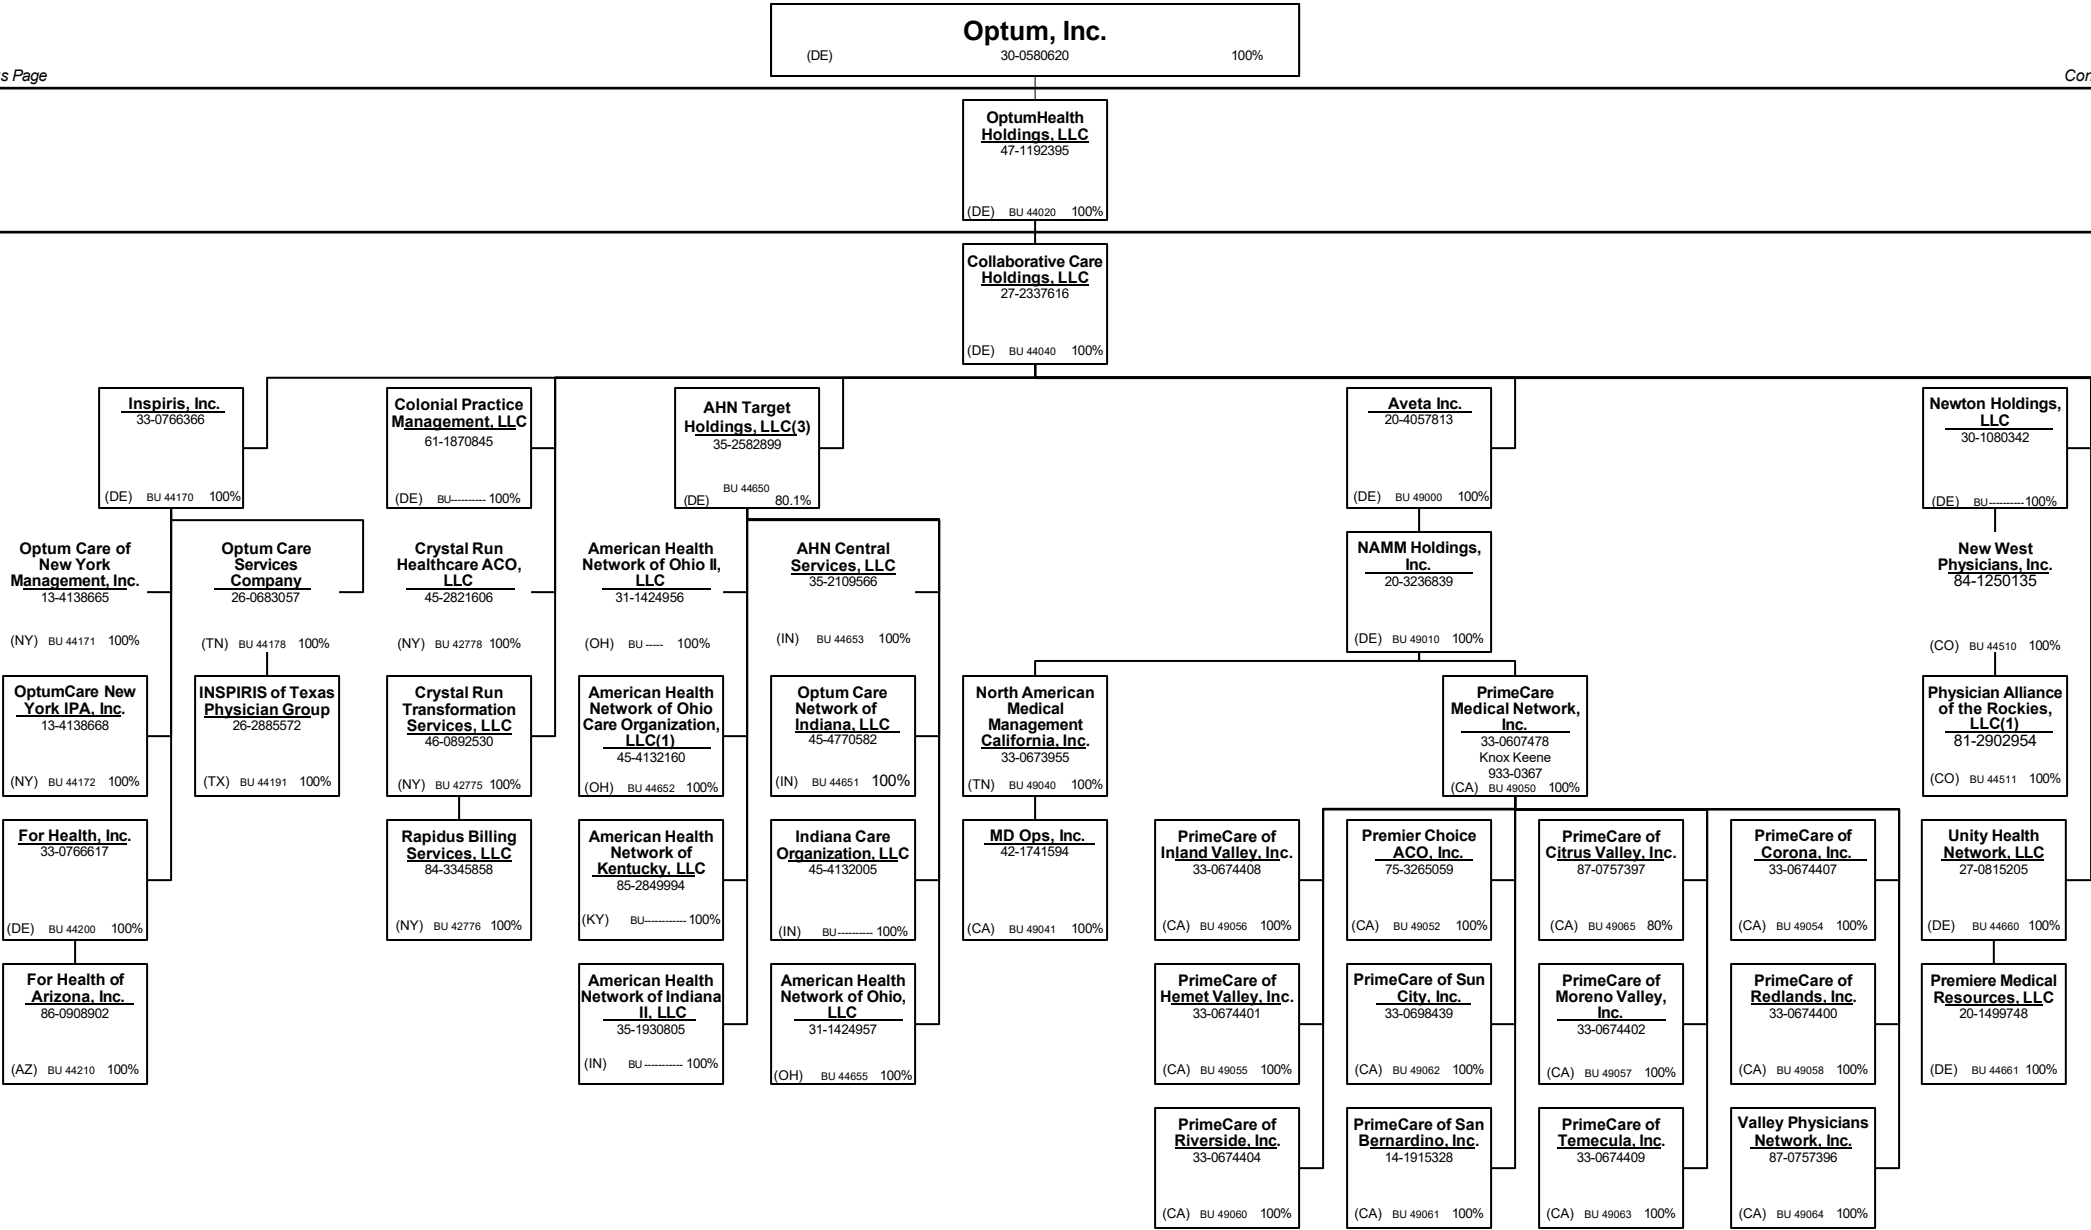 Optum, Inc.
(DE) 30-0580620 100%
s Page
Con
OptumHealth
Holdings, LLC
47-1192395
(DE) BU 44020 100%
Collaborative Care
Holdings, LLC
27-2337616
(DE) BU 44040 100%
Inspiris, Inc.
33-0766366
(DE) BU 44170 100%
Colonial Practice
Management, LLC
61-1870845
(DE) BU---------- 100%
AHN Target
Holdings, LLC(3)
35-2582899
BU 44650
(DE) 80.1%
Aveta Inc.
20-4057813
(DE) BU 49000 100%
Newton Holdings,
LLC
30-1080342
(DE) BU----------100%
Optum Care of
New York
Management, Inc.
13-4138665
(NY) BU 44171 100%
Optum Care
Services
Company
26-0683057
(TN) BU 44178 100%
Crystal Run
Healthcare ACO,
LLC
45-2821606
(NY) BU 42778 100%
American Health
Network of Ohio II,
LLC
31-1424956
(OH) BU ----- 100%
AHN Central
Services, LLC
35-2109566
(IN) BU 44653 100%
NAMM Holdings,
Inc.
20-3236839
(DE) BU 49010 100%
New West
Physicians, Inc.
84-1250135
(CO) BU 44510 100%
OptumCare New
York IPA, Inc.
13-4138668
(NY) BU 44172 100%
INSPIRIS of Texas
Physician Group
26-2885572
(TX) BU 44191 100%
Crystal Run
Transformation
Services, LLC
46-0892530
(NY) BU 42775 100%
American Health
Network of Ohio
Care Organization,
LLC(1)
45-4132160
(OH) BU 44652 100%
Optum Care
Network of
Indiana, LLC
45-4770582
(IN) BU 44651 100%
North American
Medical
Management
California, Inc.
33-0673955
(TN) BU 49040 100%
PrimeCare
Medical Network,
Inc.
33-0607478
Knox Keene
933-0367
(CA) BU 49050 100%
Physician Alliance
of the Rockies,
LLC(1)
81-2902954
(CO) BU 44511 100%
For Health, Inc.
33-0766617
(DE) BU 44200 100%
Rapidus Billing
Services, LLC
84-3345858
(NY) BU 42776 100%
American Health
Network of
Kentucky, LLC
85-2849994
(KY) BU------------ 100%
Indiana Care
Organization, LLC
45-4132005
(IN) BU---------- 100%
MD Ops, Inc.
42-1741594
(CA) BU 49041 100%
PrimeCare of
Inland Valley, Inc.
33-0674408
(CA) BU 49056 100%
Premier Choice
ACO, Inc.
75-3265059
(CA) BU 49052 100%
PrimeCare of
Citrus Valley, Inc.
87-0757397
(CA) BU 49065 80%
PrimeCare of
Corona, Inc.
33-0674407
(CA) BU 49054 100%
Unity Health
Network, LLC
27-0815205
(DE) BU 44660 100%
For Health of
Arizona, Inc.
86-0908902
(AZ) BU 44210 100%
American Health
Network of Indiana
II, LLC
35-1930805
(IN) BU ----------- 100%
American Health
Network of Ohio,
LLC
31-1424957
(OH) BU 44655 100%
PrimeCare of
Hemet Valley, Inc.
33-0674401
(CA) BU 49055 100%
PrimeCare of Sun
City, Inc.
33-0698439
(CA) BU 49062 100%
PrimeCare of
Moreno Valley,
Inc.
33-0674402
(CA) BU 49057 100%
PrimeCare of
Redlands, Inc.
33-0674400
(CA) BU 49058 100%
Premiere Medical
Resources, LLC
20-1499748
(DE) BU 44661 100%
PrimeCare of
Riverside, Inc.
33-0674404
(CA) BU 49060 100%
PrimeCare of San
Bernardino, Inc.
14-1915328
(CA) BU 49061 100%
PrimeCare of
Temecula, Inc.
33-0674409
(CA) BU 49063 100%
Valley Physicians
Network, Inc.
87-0757396
(CA) BU 49064 100%